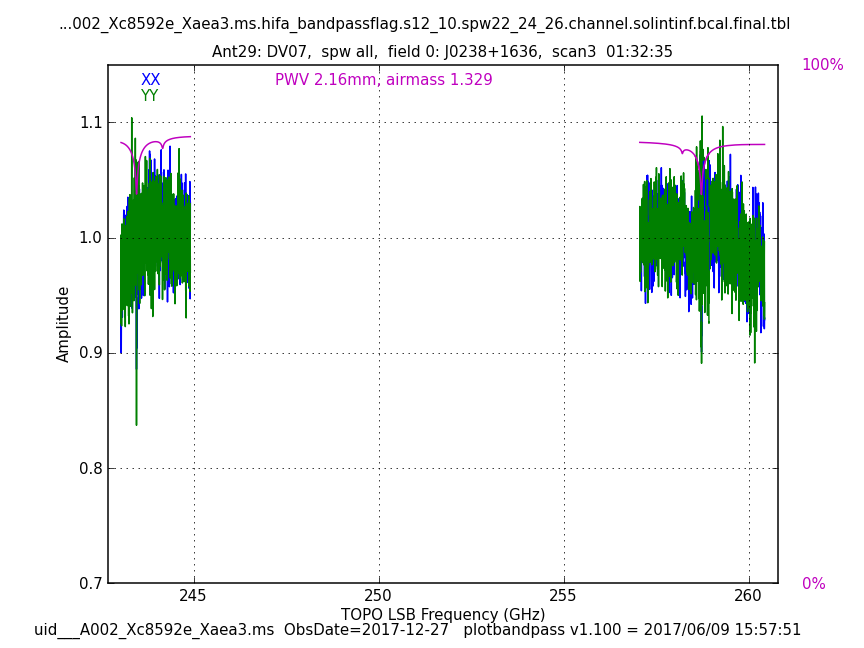 ...002_Xc8592e_Xaea3.ms.hifa_bandpassflag.s12_10.spw22_24_26.channel.solintinf.bcal.final.tbl
Ant29: DV07,  spw all,  field 0: J0238+1636,  scan3  01:32:35
100%
XX
PWV 2.16mm, airmass 1.329
YY
1.1
1.0
Amplitude
0.9
0.8
0.7
0%
245
250
255
260
TOPO LSB Frequency (GHz)
uid___A002_Xc8592e_Xaea3.ms  ObsDate=2017-12-27   plotbandpass v1.100 = 2017/06/09 15:57:51